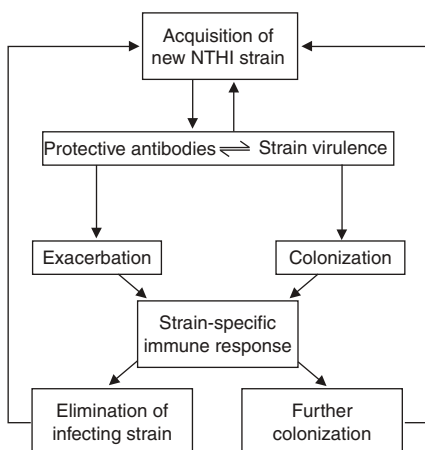 Acquisition of
new NTHI strain
Protective antibodies ⇌ Strain virulence
Exacerbation
Colonization
Strain-specific
immune response
Elimination of
infecting strain
Further
colonization